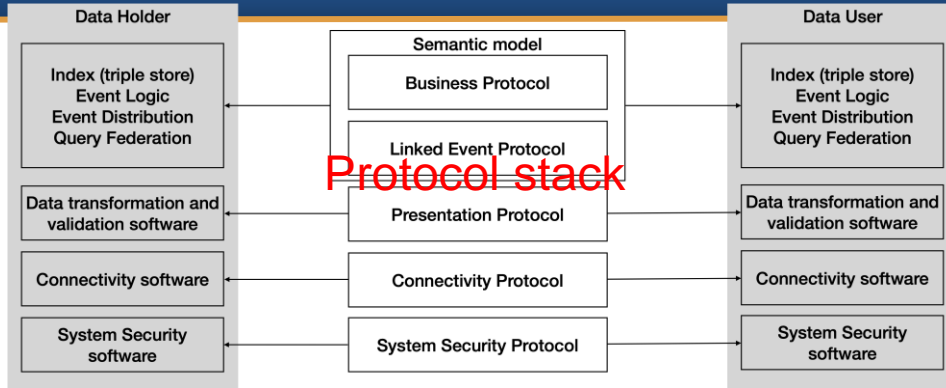 Data Holder
Index (triple store)
Event Logic
Event Distribution
Query Federation
Data transformation and
validation software
Connectivity software
System Security
software
Semantic model
Business Protocol
Linked Event Protocol
Protocol stack
Presentation Protocol
Connectivity Protocol
System Security Protocol
Data User
Index (triple store)
Event Logic
Event Distribution
Query Federation
Data transformation and
validation software
Connectivity software
System Security
software